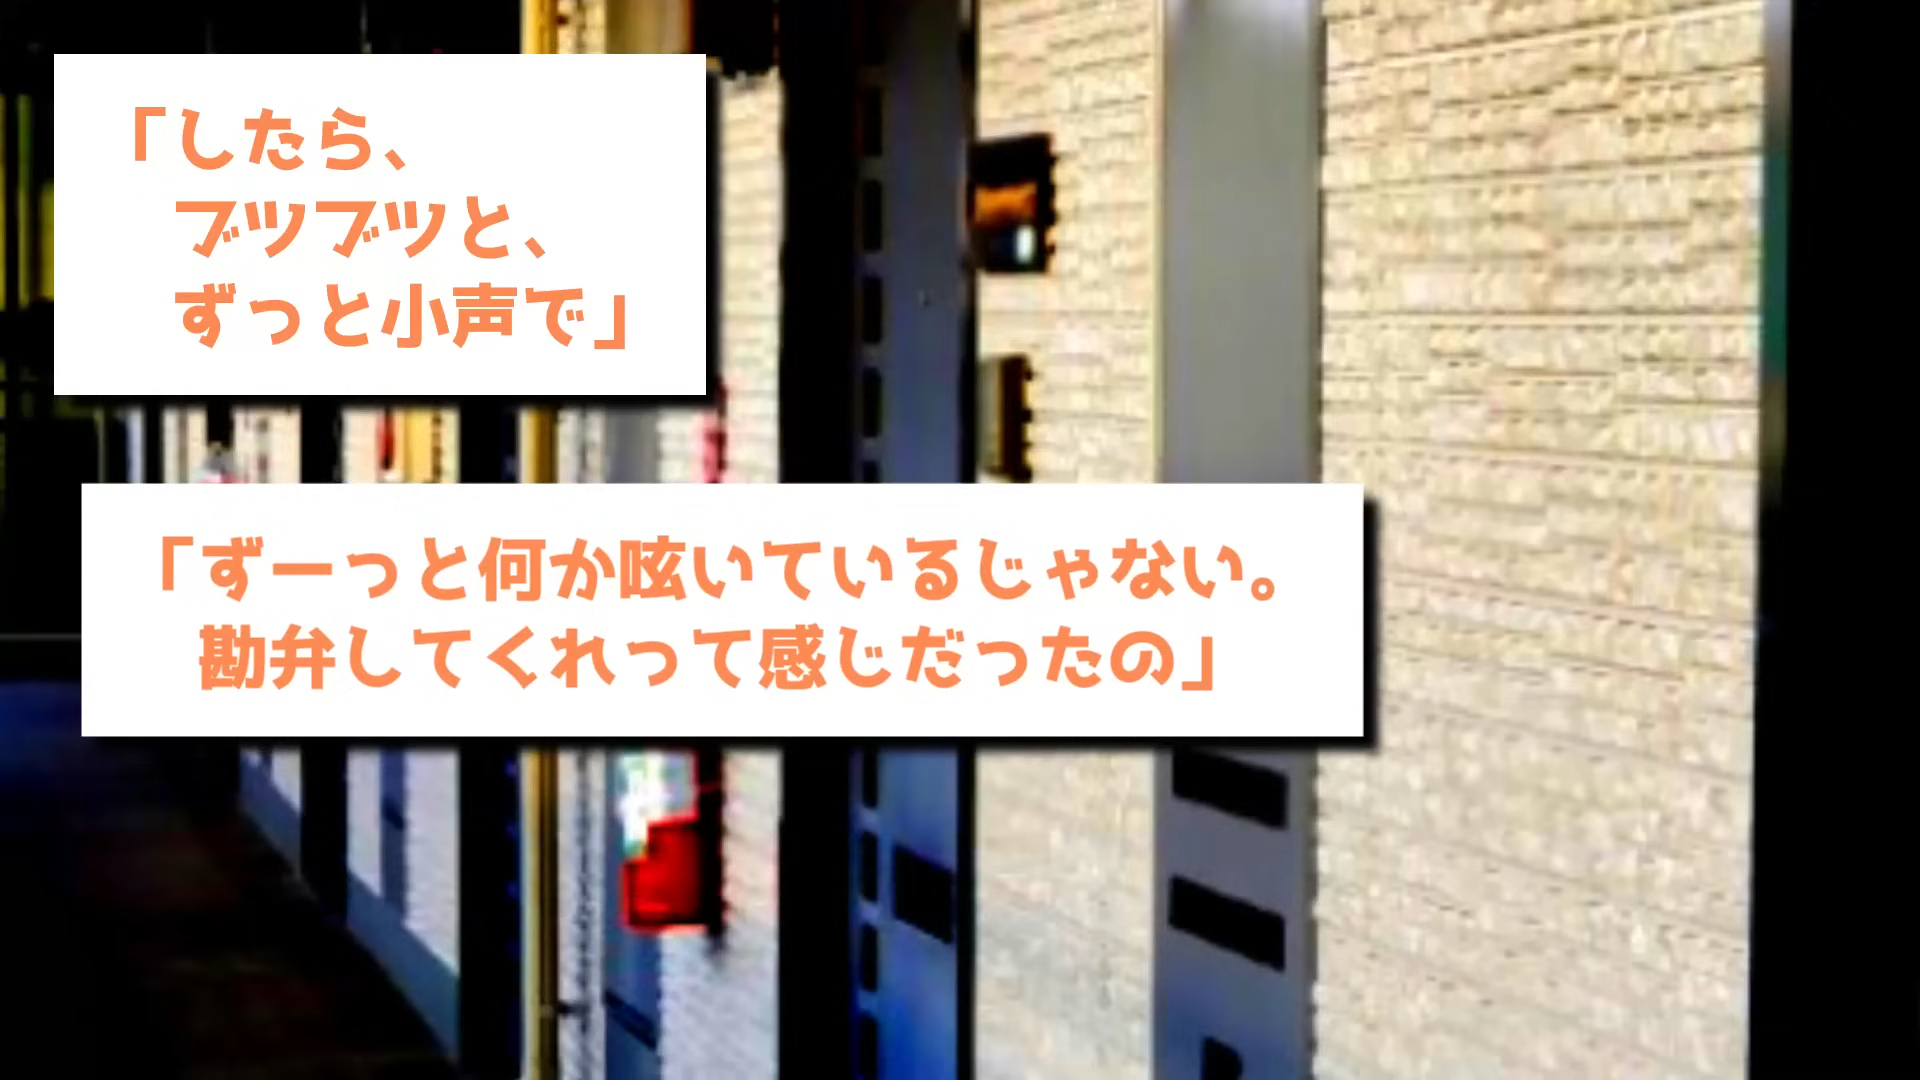 「したら、
ブツブツと、
ずっと小声で」
「ずーっと何か呟いているじゃない。
勘弁してくれって感じだったの」